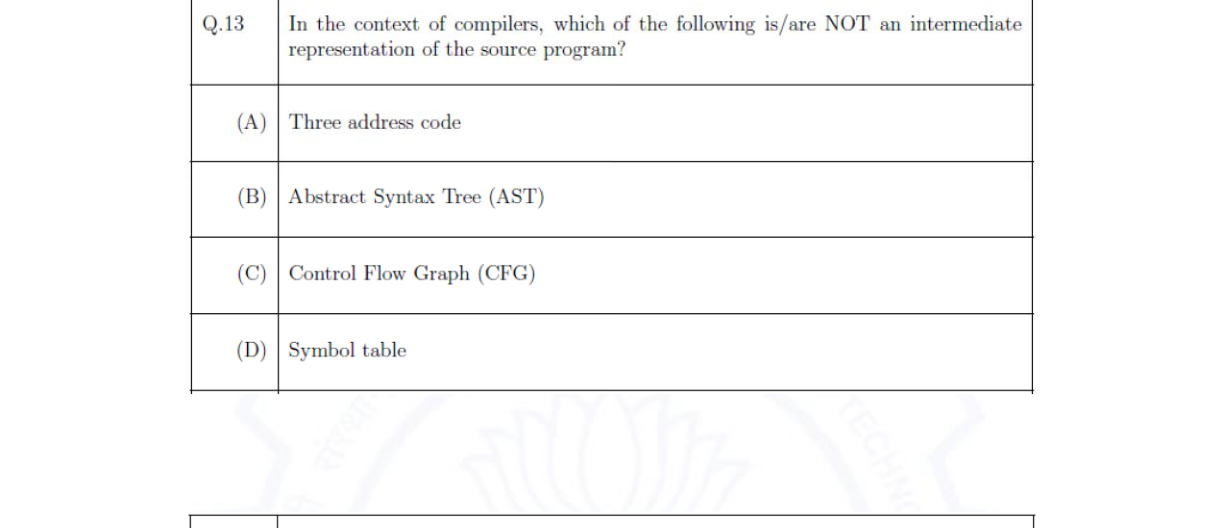 Q.13 In the context of compilers, which of the following is/are NOT an intermediate
representation of the source program?
(A) Three address code
(B) Abstract Syntax Tree (AST)
(C) Control Flow Graph (CFG)
(D) Symbol table